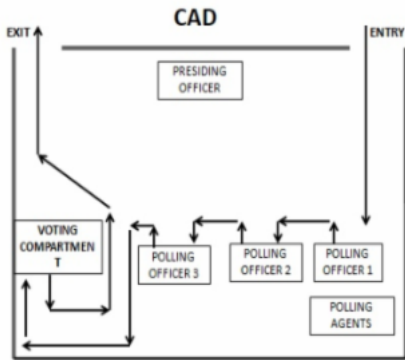 CAD
EXIT
ENTRY
PRESIDING
OFFICER
VOTING
COMPARTMEN
T
POLLING
OFFICER 3
POLLING
OFFICER 2
POLLING
OFFICER 1
POLLING
AGENTS